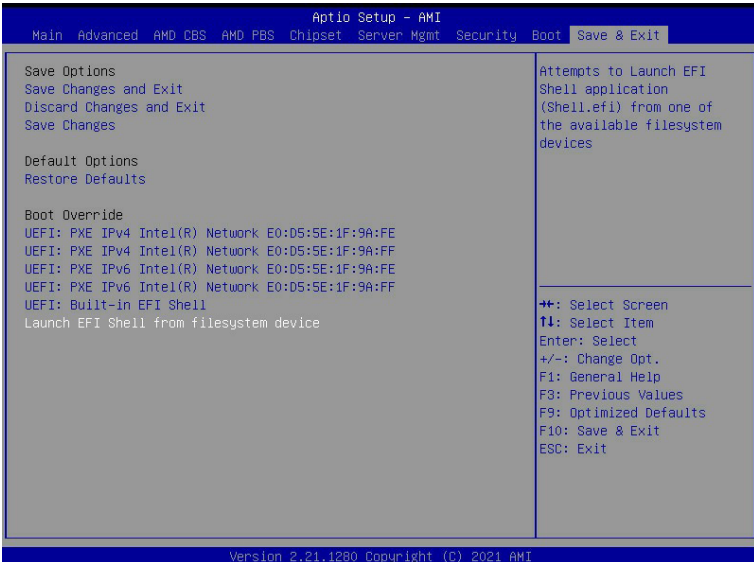 Aptio Setup – AMI
Main Advanced AMD CBS AMD PBS Chipset Server Mgmt Security Boot Save & Exit
Save Options
Save Changes and Exit
Discard Changes and Exit
Save Changes
Default Options
Restore Defaults
Boot Override
UEFI: PXE IPv4 Intel(R) Network E0:D5:5E:1F:9A:FE
UEFI: PXE IPv4 Intel(R) Network E0:D5:5E:1F:9A:FF
UEFI: PXE IPv6 Intel(R) Network E0:D5:5E:1F:9A:FE
UEFI: PXE IPv6 Intel(R) Network E0:D5:5E:1F:9A:FF
UEFI: Built-in EFI Shell
Launch EFI Shell from filesystem device
Attempts to Launch EFI
Shell application
(Shell.efi) from one of
the available filesystem
devices
→←: Select Screen
↑↓: Select Item
Enter: Select
+/-: Change Opt.
F1: General Help
F3: Previous Values
F9: Optimized Defaults
F10: Save & Exit
ESC: Exit
Version 2.21.1280 Copyright (C) 2021 AMI